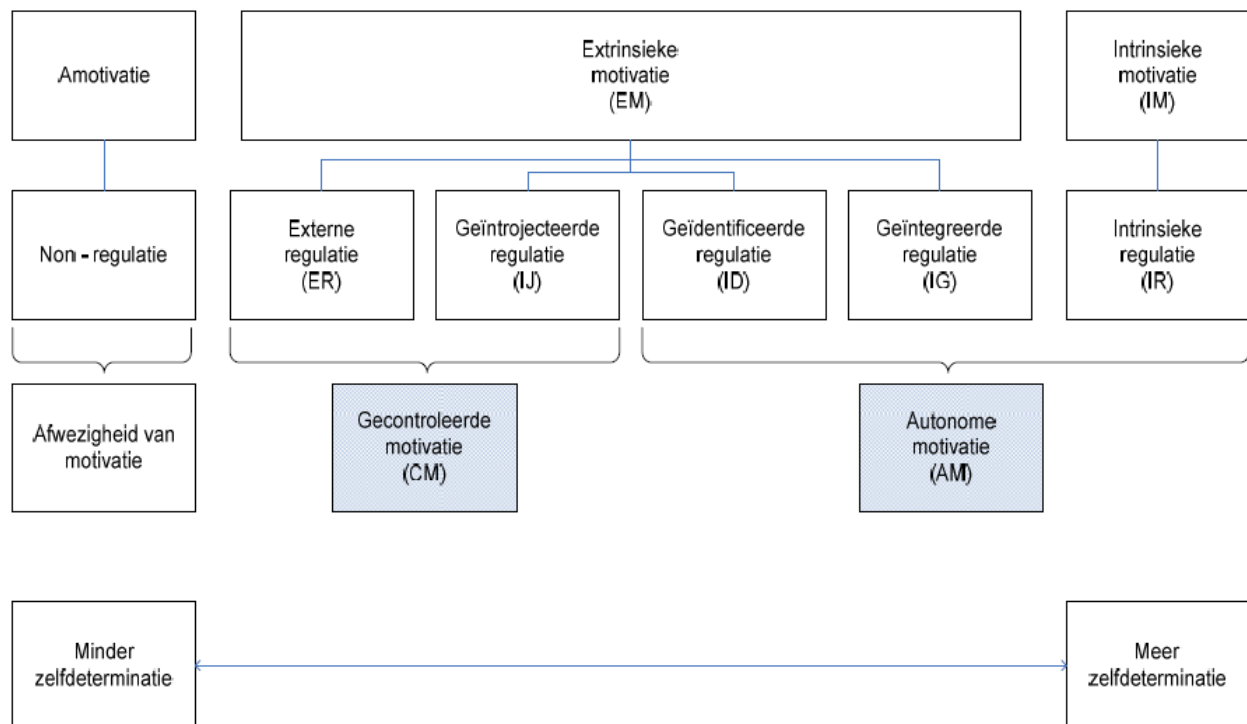 Amotivatie
Extrinsieke
motivatie
(EM)
Intrinsieke
motivatie
(IM)
Non - regulatie
Externe
regulatie
(ER)
Geïntrojecteerde
regulatie
(IJ)
Geïdentificeerde
regulatie
(ID)
Geïntegreerde
regulatie
(IG)
Intrinsieke
regulatie
(IR)
Afwezigheid van
motivatie
Gecontroleerde
motivatie
(CM)
Autonome
motivatie
(AM)
Minder
zelfdeterminatie
Meer
zelfdeterminatie